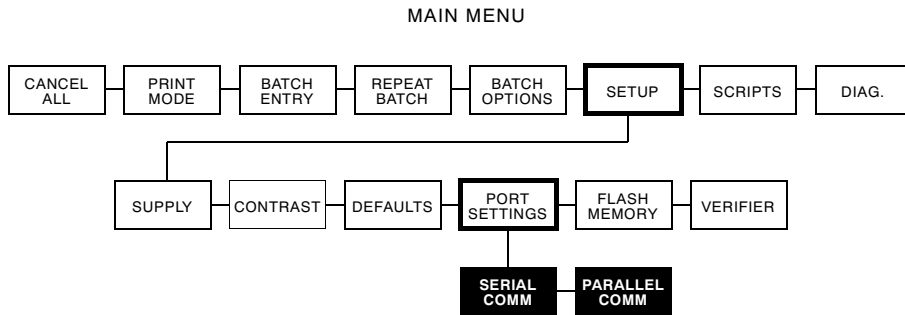 MAIN MENU
CANCEL
ALL
PRINT
MODE
BATCH
ENTRY
REPEAT
BATCH
BATCH
OPTIONS
SETUP
SCRIPTS
DIAG.
SUPPLY
CONTRAST
DEFAULTS
PORT
SETTINGS
FLASH
MEMORY
VERIFIER
SERIAL
COMM
PARALLEL
COMM